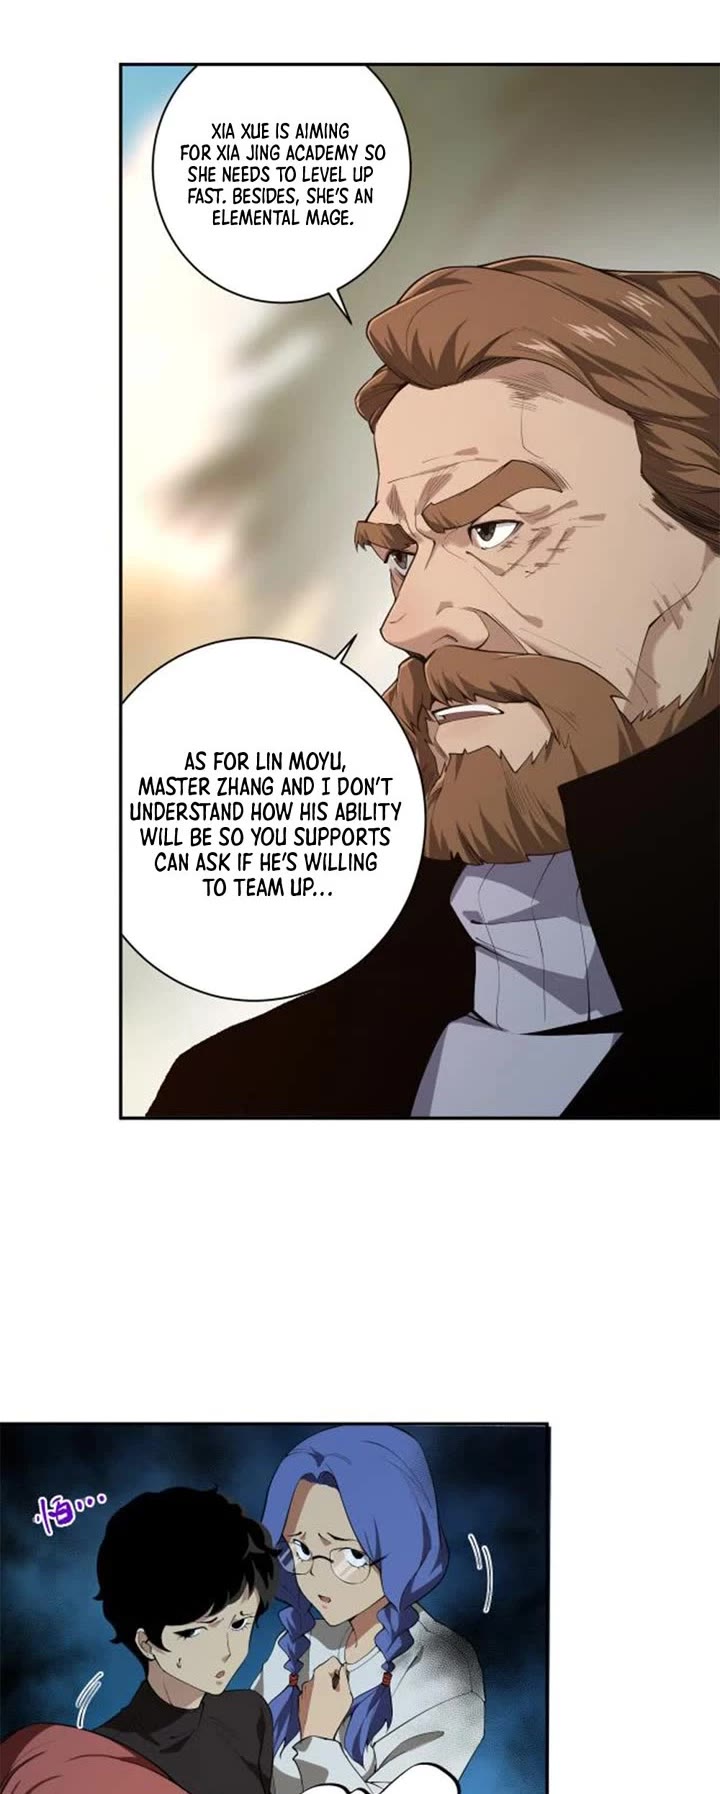 XIA XUE IS AIMING
FOR XIA JING ACADEMY SO
SHE NEEDS TO LEVEL UP
FAST. BESIDES, SHE'S AN
ELEMENTAL MAGE.
AS FOR LIN MOYU,
MASTER ZHANG AND I DON'T
UNDERSTAND HOW HIS ABILITY
WILL BE SO YOU SUPPORTS
CAN ASK IF HE'S WILLING
TO TEAM UP...
怕...